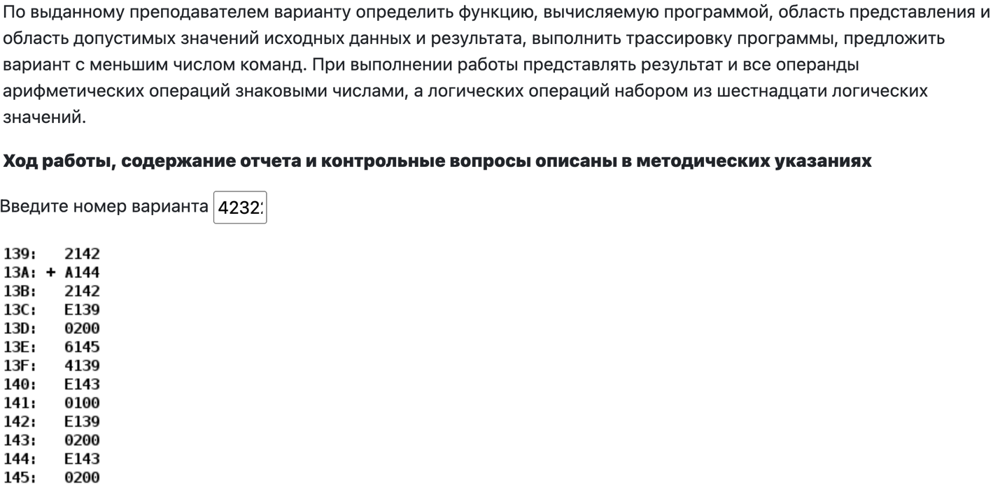 По выданному преподавателем варианту определить функцию, вычисляемую программой, область представления и
область допустимых значений исходных данных и результата, выполнить трассировку программы, предложить
вариант с меньшим числом команд. При выполнении работы представлять результат и все операнды
арифметических операций знаковыми числами, а логических операций набором из шестнадцати логических
значений.
Ход работы, содержание отчета и контрольные вопросы описаны в методических указаниях
Введите номер варианта 4232
139: 2142
13A: + A144
13B: 2142
13C: E139
13D: 0200
13E: 6145
13F: 4139
140: E143
141: 0100
142: E139
143: 0200
144: E143
145: 0200